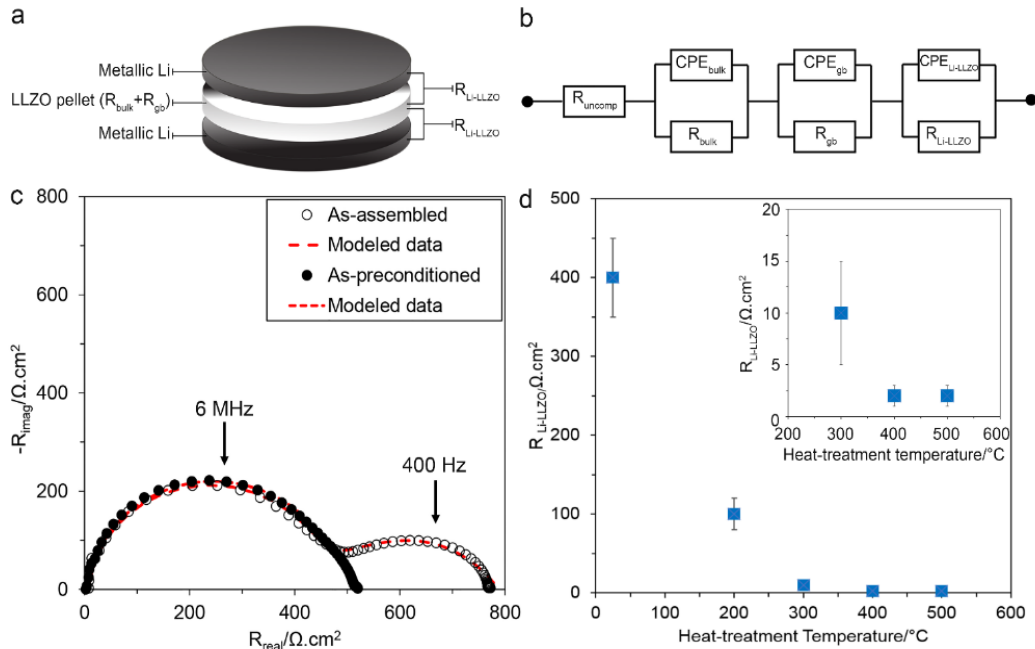 a
Metallic Li
LLZO pellet (Rbulk+Rgb)
Metallic Li
RLi-LLZO
RLi-LLZO
b
Runcomp
CPEbulk
Rbulk
CPEgb
Rgb
CPELi-LLZO
RLi-LLZO
c
As-assembled
Modeled data
As-preconditioned
Modeled data
6 MHz
400 Hz
-Rimag/Ω.cm²
800
600
400
200
0
0
200
400
600
800
Rreal/Ω.cm²
d
R Li-LLZO/Ω.cm²
500
400
300
200
100
0
0
100
200
300
400
500
600
Heat-treatment Temperature/°C
RLi-LLZO/Ω.cm²
20
15
10
5
0
200
300
400
500
600
Heat-treatment temperature/°C